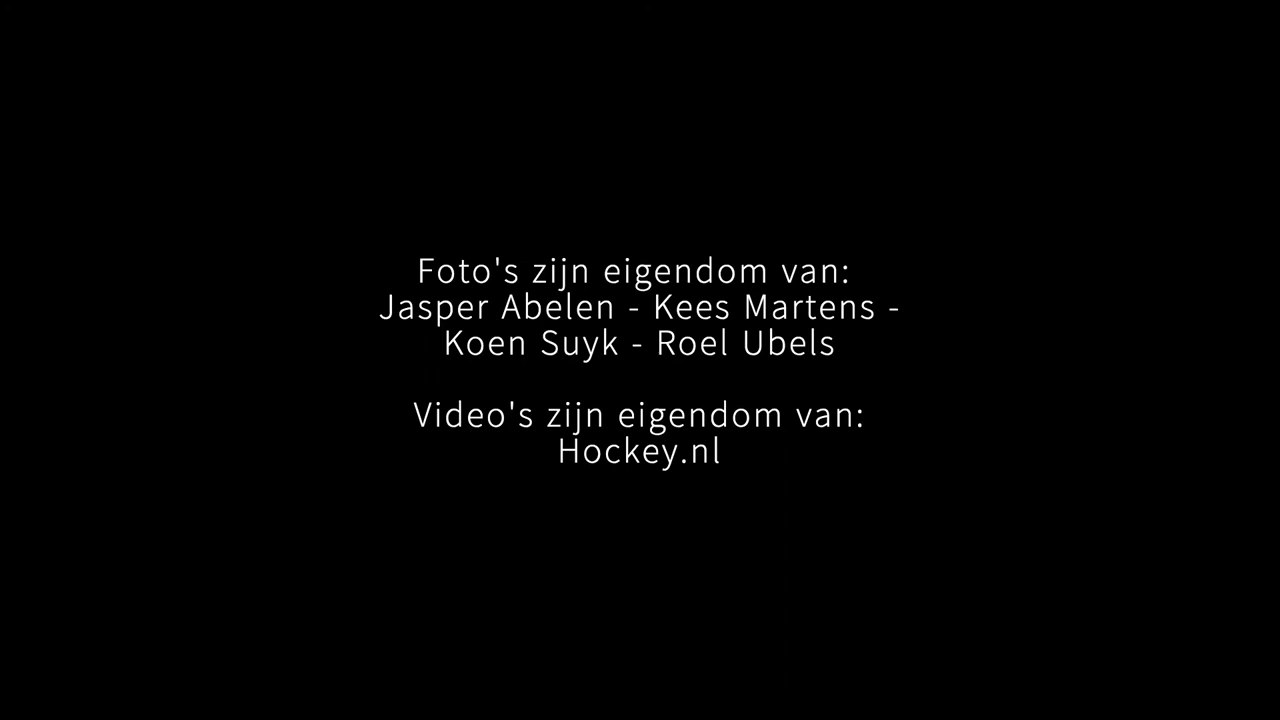 Foto's zijn eigendom van:
Jasper Abelen - Kees Martens -
Koen Suyk - Roel Ubels
Video's zijn eigendom van:
Hockey.nl